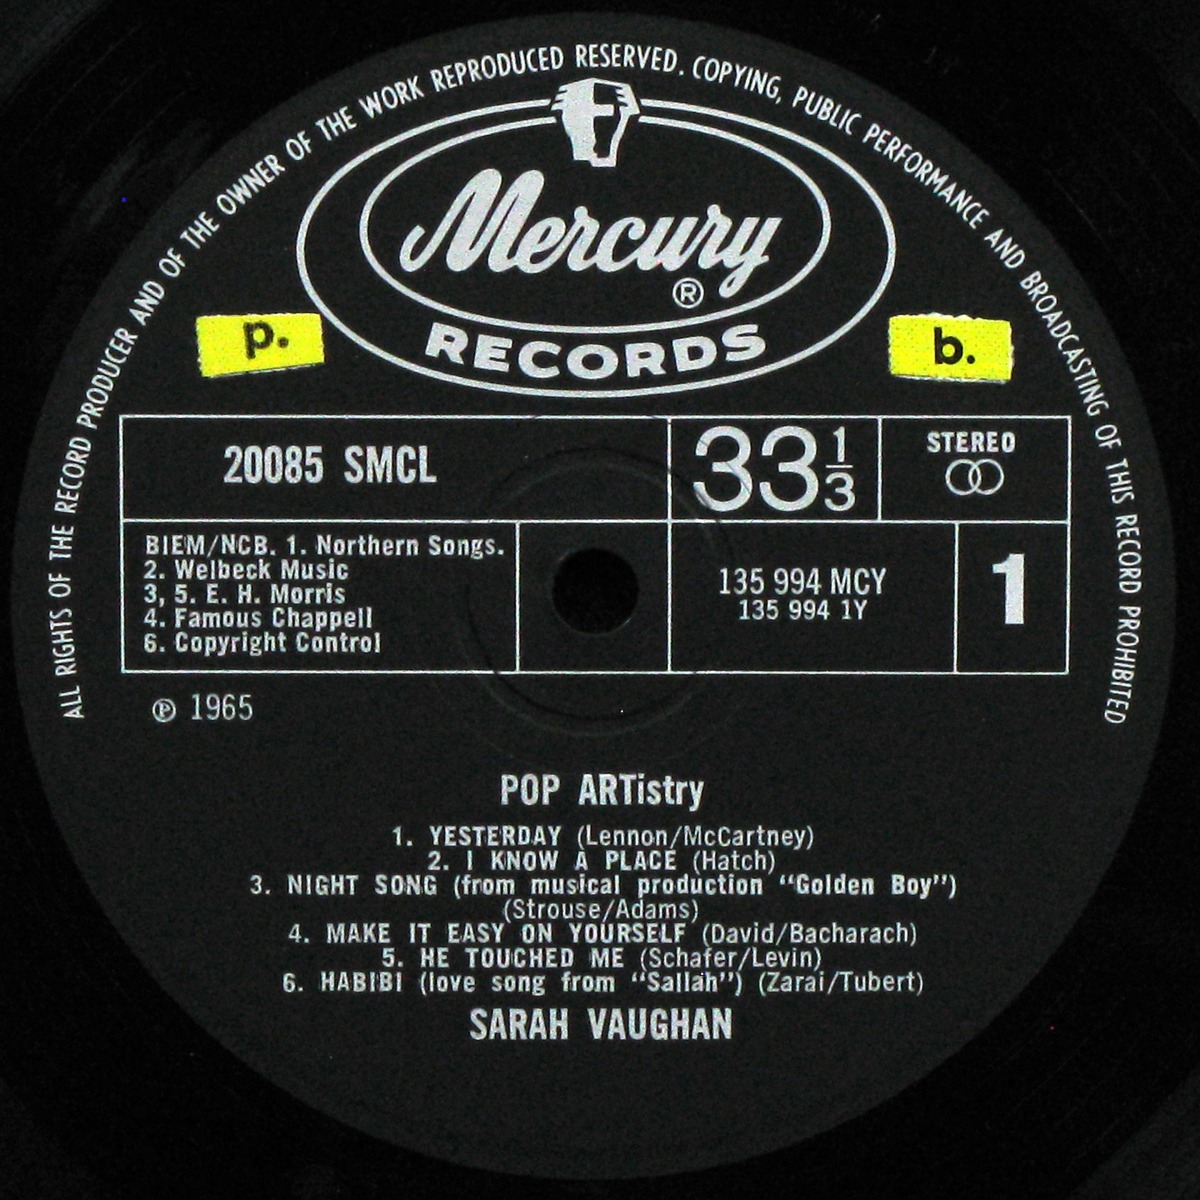 ALL RIGHTS OF THE RECORD PRODUCER AND OF THE OWNER OF THE WORK REPRODUCED RESERVED. COPYING, PUBLIC PERFORMANCE AND BROADCASTING OF THIS RECORD PROHIBITED
Mercury
®
RECORDS
p.
b.
20085 SMCL
33 1/3
STEREO
BIEM/NCB. 1. Northern Songs.
2. Welbeck Music
3, 5. E. H. Morris
4. Famous Chappell
6. Copyright Control
135 994 MCY
135 994 1Y
1
℗ 1965
POP ARTistry
1. YESTERDAY (Lennon/McCartney)
2. I KNOW A PLACE (Hatch)
3. NIGHT SONG (from musical production “Golden Boy”)
(Strouse/Adams)
4. MAKE IT EASY ON YOURSELF (David/Bacharach)
5. HE TOUCHED ME (Schafer/Levin)
6. HABIBI (love song from “Sallah”) (Zarai/Tubert)
SARAH VAUGHAN